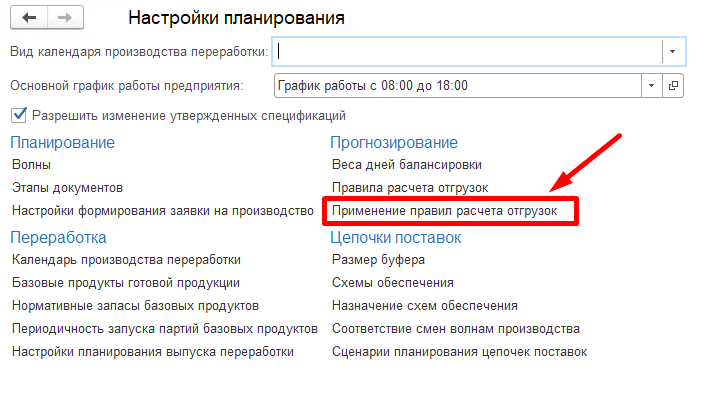 Настройки планирования
Вид календаря производства переработки:
Основной график работы предприятия: График работы с 08:00 до 18:00
Разрешить изменение утвержденных спецификаций
Планирование
Волны
Этапы документов
Настройки формирования заявки на производство
Прогнозирование
Веса дней балансировки
Правила расчета отгрузок
Применение правил расчета отгрузок
Переработка
Календарь производства переработки
Базовые продукты готовой продукции
Нормативные запасы базовых продуктов
Периодичность запуска партий базовых продуктов
Настройки планирования выпуска переработки
Цепочки поставок
Размер буфера
Схемы обеспечения
Назначение схем обеспечения
Соответствие смен волнам производства
Сценарии планирования цепочек поставок